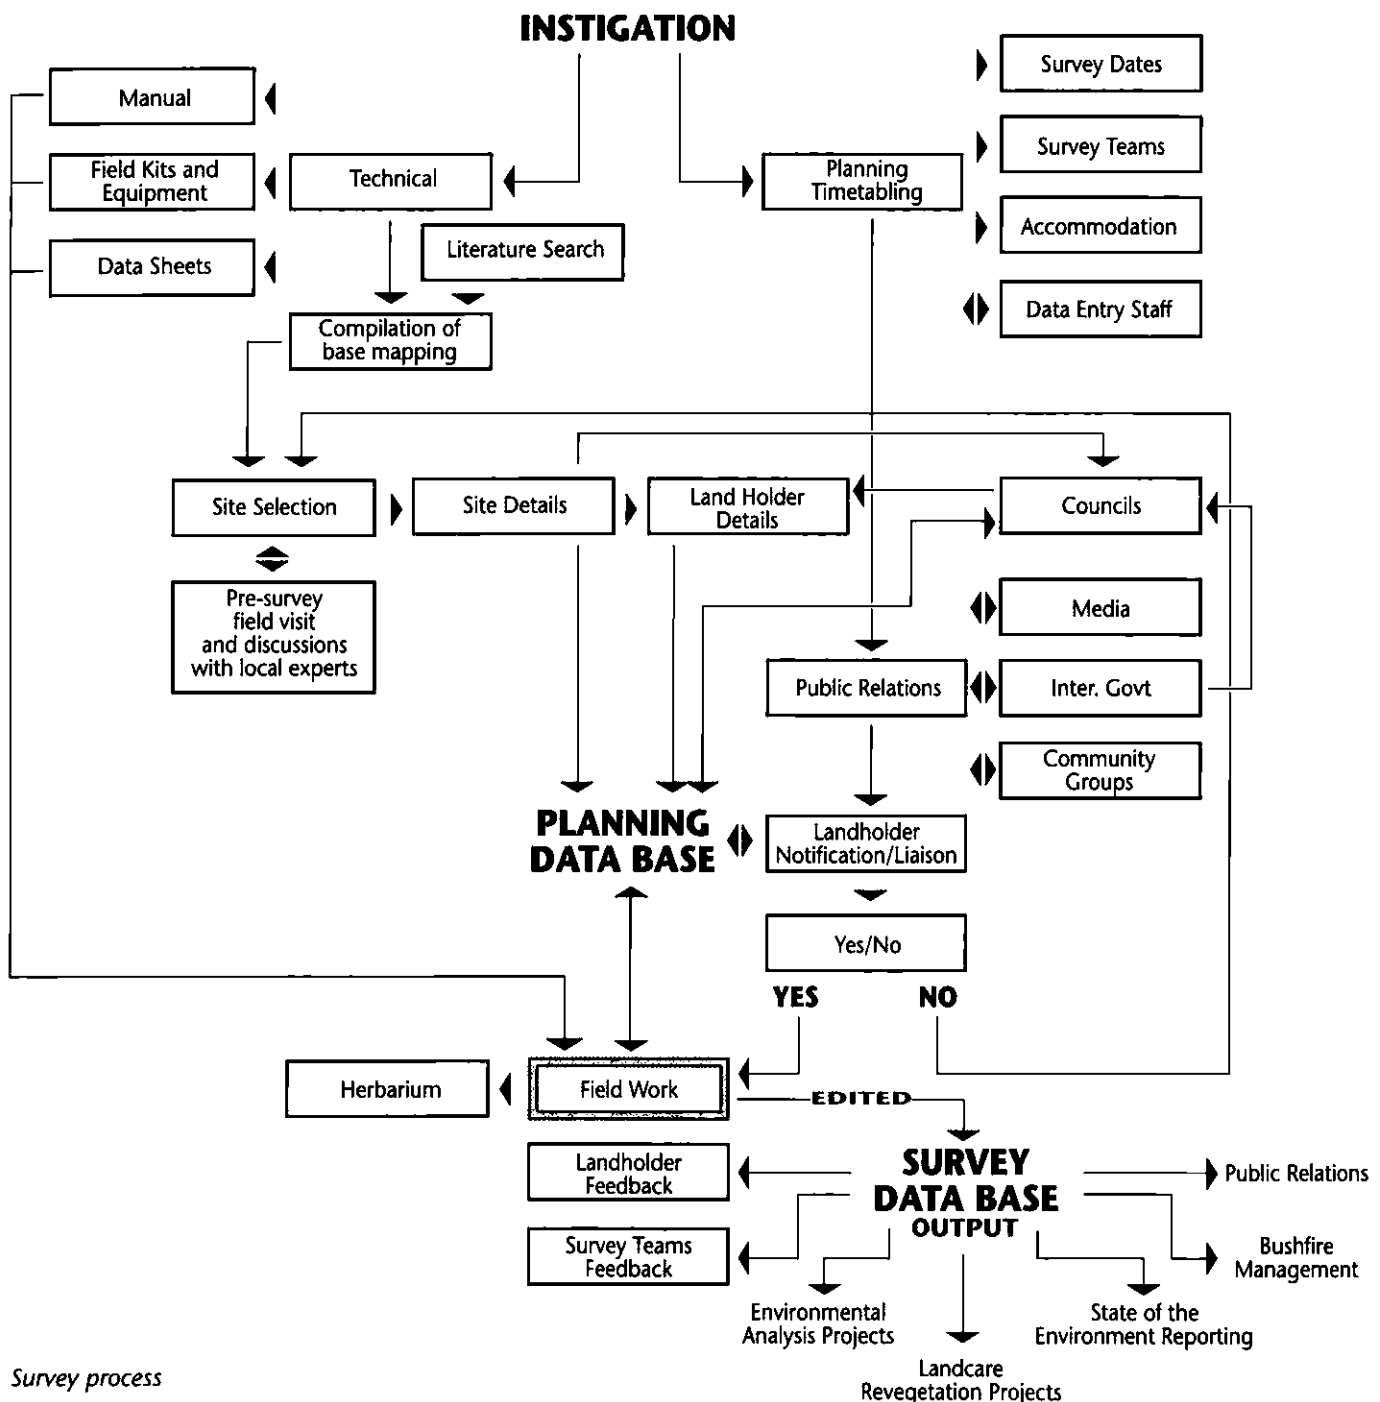 INSTIGATION
Manual
Field Kits and
Equipment
Data Sheets
Technical
Literature Search
Compilation of
base mapping
Planning
Timetabling
Survey Dates
Survey Teams
Accommodation
Data Entry Staff
Site Selection
Site Details
Land Holder
Details
Councils
Pre-survey
field visit
and discussions
with local experts
Media
Public Relations
Inter. Govt
Community
Groups
PLANNING
DATA BASE
Landholder
Notification/Liaison
Yes/No
YES
NO
Herbarium
Field Work
EDITED
Landholder
Feedback
Survey Teams
Feedback
SURVEY
DATA BASE
OUTPUT
Public Relations
Bushfire
Management
Environmental
Analysis Projects
State of the
Environment Reporting
Landcare
Revegetation Projects
Survey process